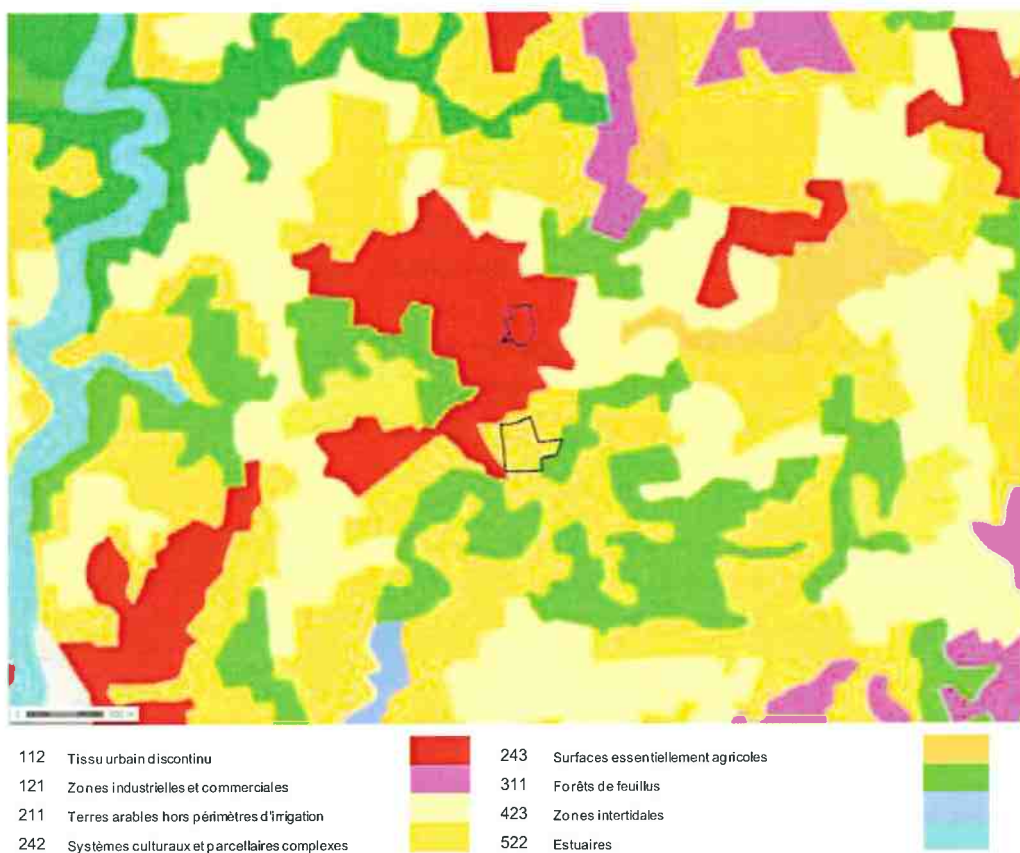 112 Tissu urbain discontinu
121 Zones industrielles et commerciales
211 Terres arables hors périmètres d'irrigation
242 Systèmes culturaux et parcellaires complexes
243 Surfaces essentiellement agricoles
311 Forêts de feuillus
423 Zones intertidales
522 Estuaires